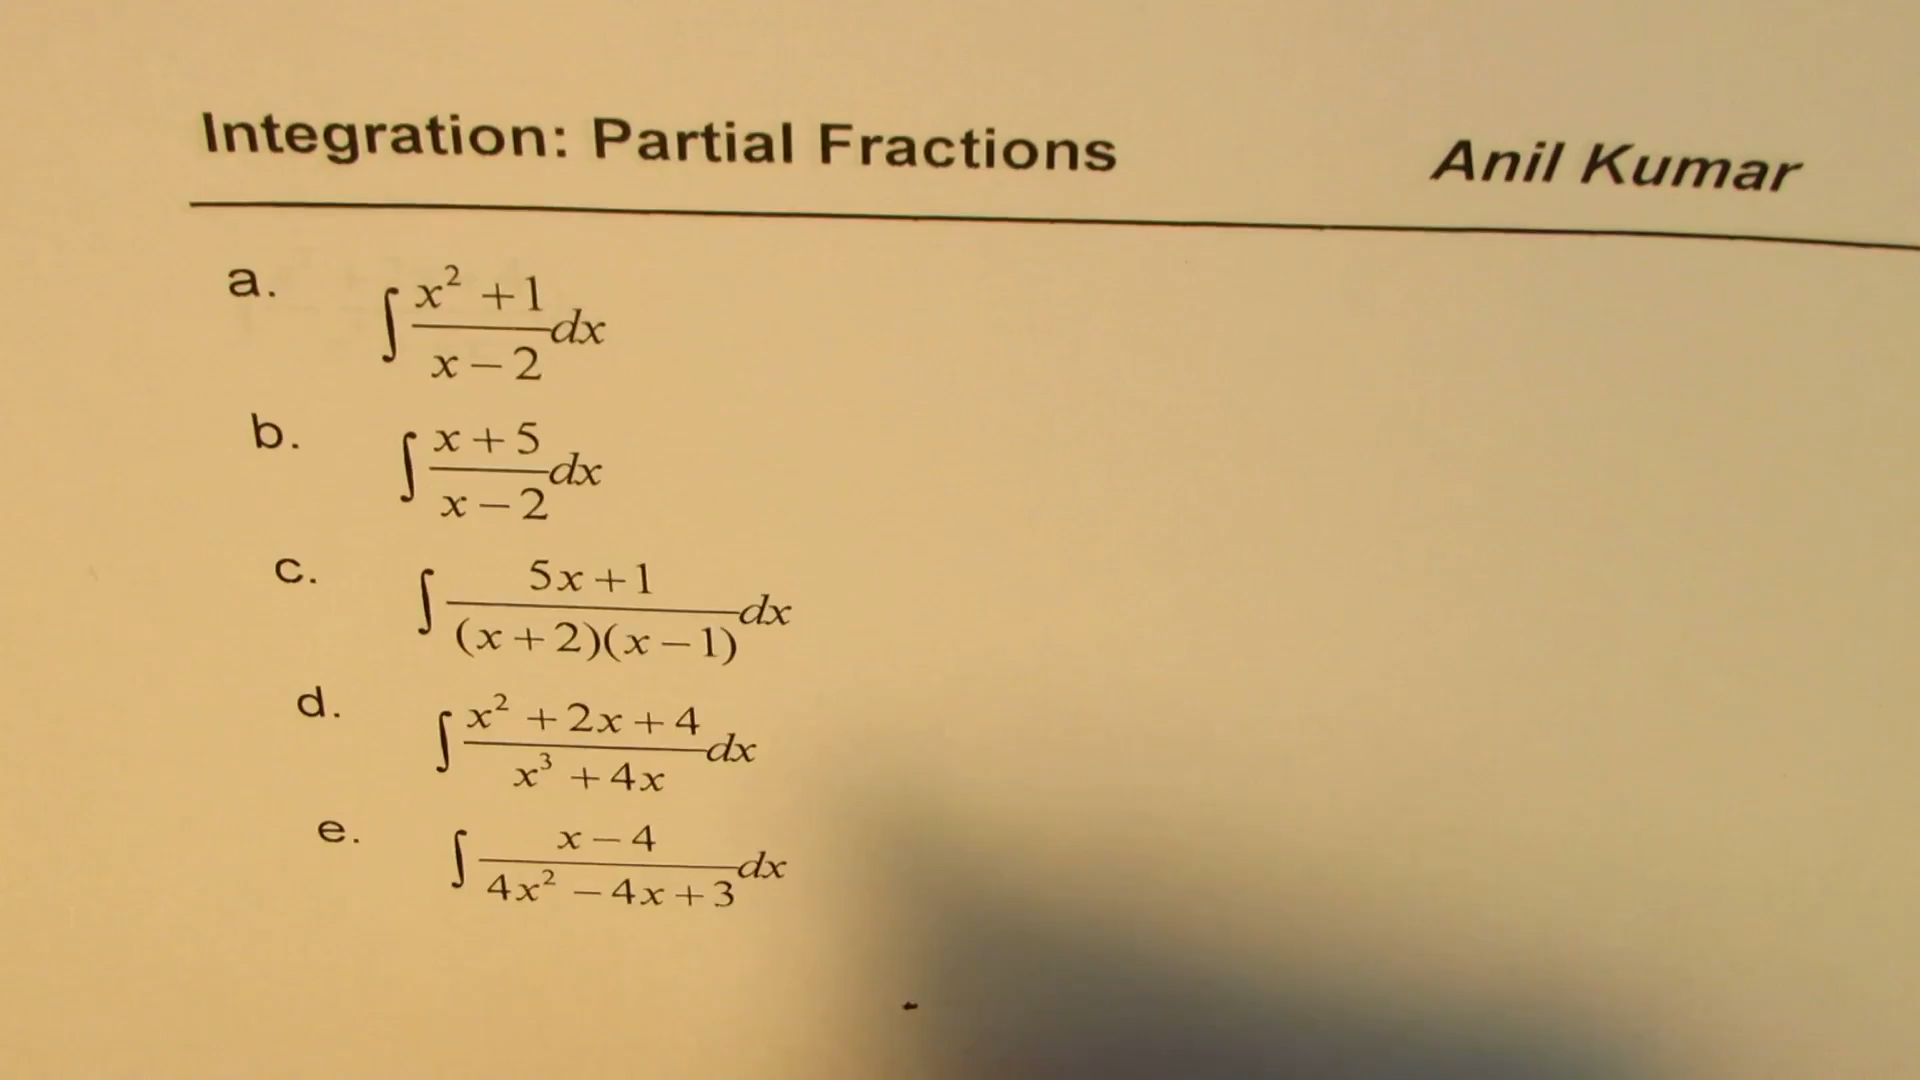 Integration: Partial Fractions Anil Kumar
a. ∫ (x² + 1)/(x − 2) dx
b. ∫ (x + 5)/(x − 2) dx
c. ∫ (5x + 1)/((x + 2)(x − 1)) dx
d. ∫ (x² + 2x + 4)/(x³ + 4x) dx
e. ∫ (x − 4)/(4x² − 4x + 3) dx